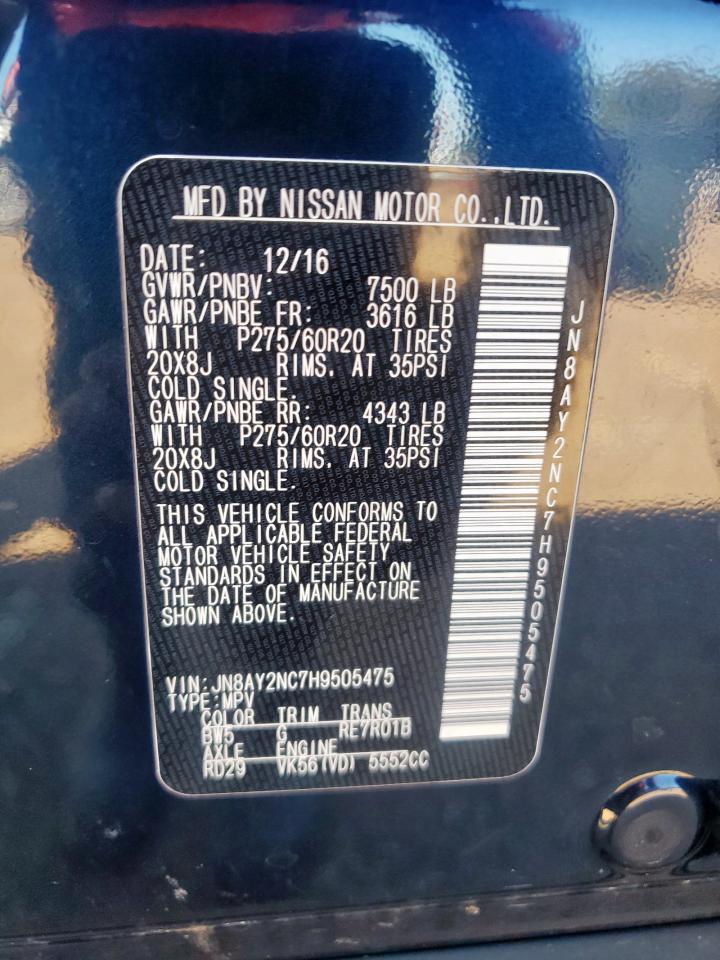 MFD BY NISSAN MOTOR CO.,LTD.
DATE: 12/16
GVWR/PNBV: 7500 LB
GAWR/PNBE FR: 3616 LB
WITH P275/60R20 TIRES
20X8J RIMS. AT 35PSI
COLD SINGLE.
GAWR/PNBE RR: 4343 LB
WITH P275/60R20 TIRES
20X8J RIMS. AT 35PSI
COLD SINGLE.
THIS VEHICLE CONFORMS TO
ALL APPLICABLE FEDERAL
MOTOR VEHICLE SAFETY
STANDARDS IN EFFECT ON
THE DATE OF MANUFACTURE
SHOWN ABOVE.
VIN:JN8AY2NC7H9505475
TYPE:MPV
COLOR TRIM TRANS
BW5 G RE7R01B
AXLE ENGINE
RD29 VK56(VD) 5552CC
JN8AY2NC7H9505475